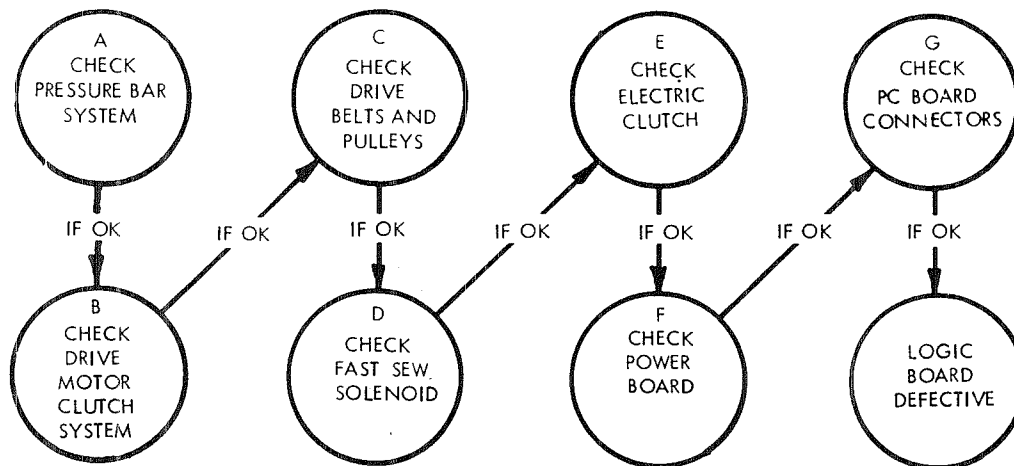 A
CHECK
PRESSURE BAR
SYSTEM
IF OK
B
CHECK
DRIVE
MOTOR
CLUTCH
SYSTEM
IF OK
C
CHECK
DRIVE
BELTS AND
PULLEYS
IF OK
D
CHECK
FAST SEW
SOLENOID
IF OK
E
CHECK
ELECTRIC
CLUTCH
IF OK
F
CHECK
POWER
BOARD
IF OK
G
CHECK
PC BOARD
CONNECTORS
IF OK
LOGIC
BOARD
DEFECTIVE